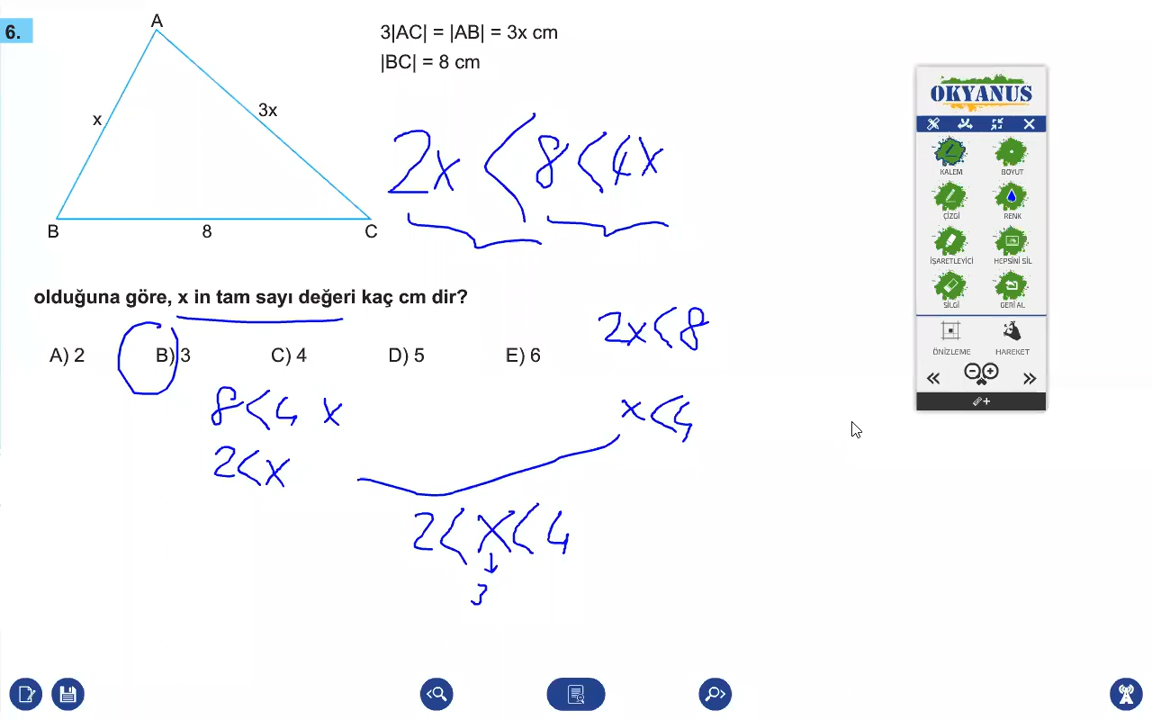 6.
A
3|AC| = |AB| = 3x cm
|BC| = 8 cm
x
3x
B
8
C
2x < 8 < 4x
olduğuna göre, x in tam sayı değeri kaç cm dir?
A) 2 B) 3 C) 4 D) 5 E) 6
2x < 8
8 < 4 x
x < 4
2 < x
2 < x < 4
3
OKYANUS
KALEM BOYUT
ÇİZGİ RENK
İŞARETLEYİCİ HEPSİNİ SİL
SİLGİ GERİ AL
ÖNİZLEME HAREKET